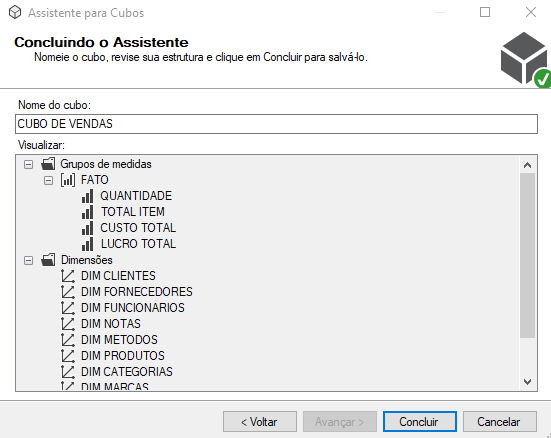 Assistente para Cubos
Concluindo o Assistente
Nomeie o cubo, revise sua estrutura e clique em Concluir para salvá-lo.
Nome do cubo:
CUBO DE VENDAS
Visualizar:
Grupos de medidas
FATO
QUANTIDADE
TOTAL ITEM
CUSTO TOTAL
LUCRO TOTAL
Dimensões
DIM CLIENTES
DIM FORNECEDORES
DIM FUNCIONARIOS
DIM NOTAS
DIM METODOS
DIM PRODUTOS
DIM CATEGORIAS
DIM MARCAS
< Voltar
Avançar >
Concluir
Cancelar